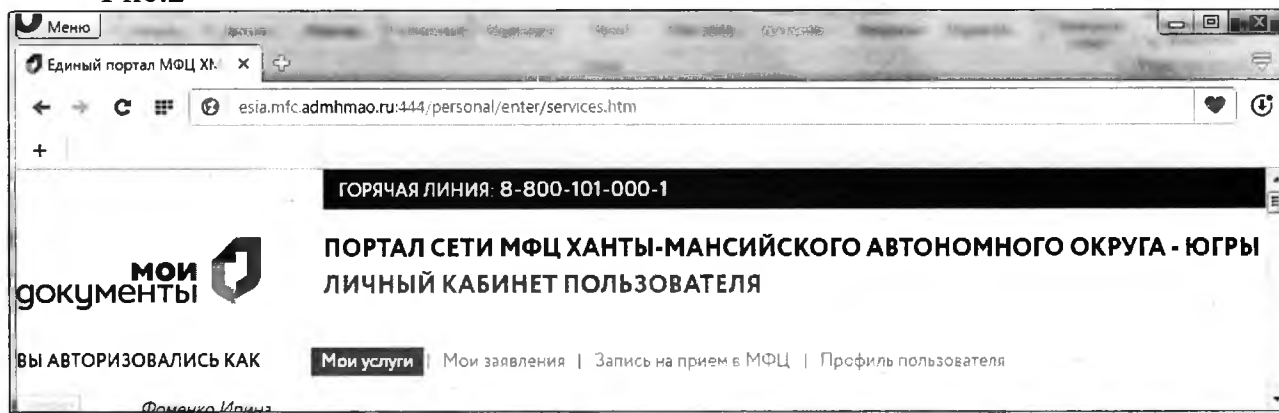 Меню
Единый портал МФЦ ХМ
esia.mfc.admhmao.ru:444/personal/enter/services.htm
ГОРЯЧАЯ ЛИНИЯ: 8-800-101-000-1
ПОРТАЛ СЕТИ МФЦ ХАНТЫ-МАНСИЙСКОГО АВТОНОМНОГО ОКРУГА - ЮГРЫ
мои
документы
ЛИЧНЫЙ КАБИНЕТ ПОЛЬЗОВАТЕЛЯ
ВЫ АВТОРИЗОВАЛИСЬ КАК
Мои услуги | Мои заявления | Запись на прием в МФЦ | Профиль пользователя
Фоменко Ирина